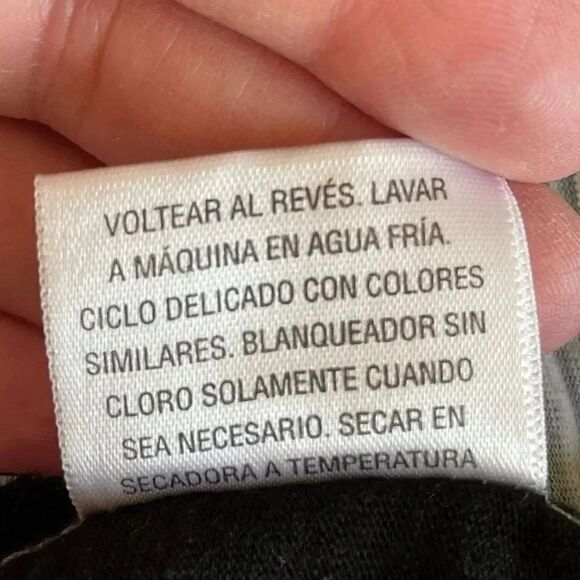 VOLTEAR AL REVÉS. LAVAR
A MÁQUINA EN AGUA FRÍA.
CICLO DELICADO CON COLORES
SIMILARES. BLANQUEADOR SIN
CLORO SOLAMENTE CUANDO
SEA NECESARIO. SECAR EN
SECADORA A TEMPERATURA